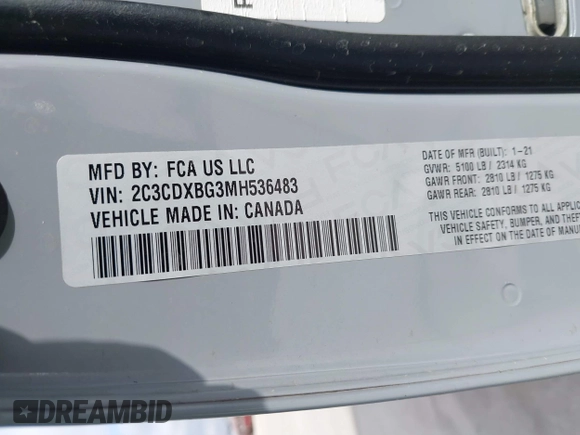 MFD BY: FCA US LLC
VIN: 2C3CDXBG3MH536483
VEHICLE MADE IN: CANADA
DATE OF MFR (BUILT): 1-21
GVWR: 5100 LB / 2314 KG
GAWR FRONT: 2810 LB / 1275 KG
GAWR REAR: 2810 LB / 1275 KG
THIS VEHICLE CONFORMS TO ALL APPLIC
VEHICLE SAFETY, BUMPER, AND THEFT
IN EFFECT ON THE DATE OF MANUF
DREAMBID